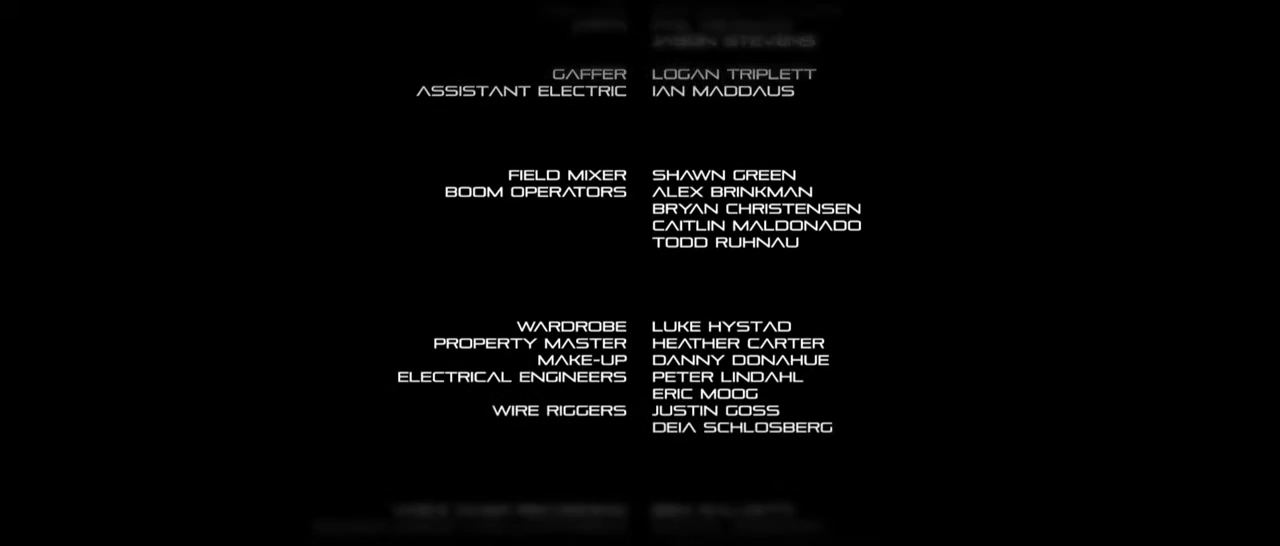 JASON STEVENS
GAFFER LOGAN TRIPLETT
ASSISTANT ELECTRIC IAN MADDAUS
FIELD MIXER SHAWN GREEN
BOOM OPERATORS ALEX BRINKMAN
BRYAN CHRISTENSEN
CAITLIN MALDONADO
TODD RUHNAU
WARDROBE LUKE HYSTAD
PROPERTY MASTER HEATHER CARTER
MAKE-UP DANNY DONAHUE
ELECTRICAL ENGINEERS PETER LINDAHL
ERIC MOOG
WIRE RIGGERS JUSTIN GOSS
DEIA SCHLOSBERG